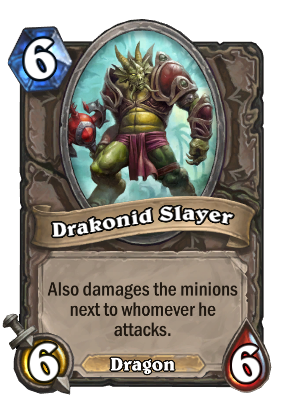 6
Drakonid Slayer
Also damages the minions
next to whomever he
attacks.
6
Dragon
6